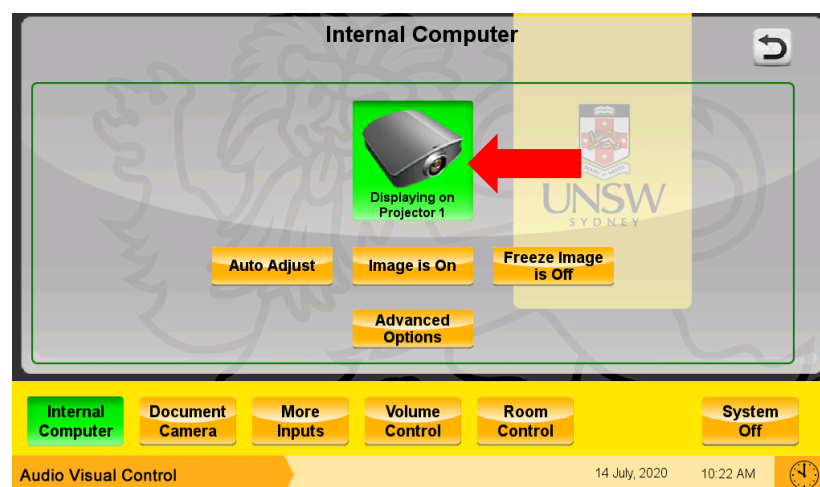 Internal Computer
Displaying on
Projector 1
UNSW
SYDNEY
Auto Adjust
Image is On
Freeze Image
is Off
Advanced
Options
Internal
Computer
Document
Camera
More
Inputs
Volume
Control
Room
Control
System
Off
Audio Visual Control
14 July, 2020
10:22 AM